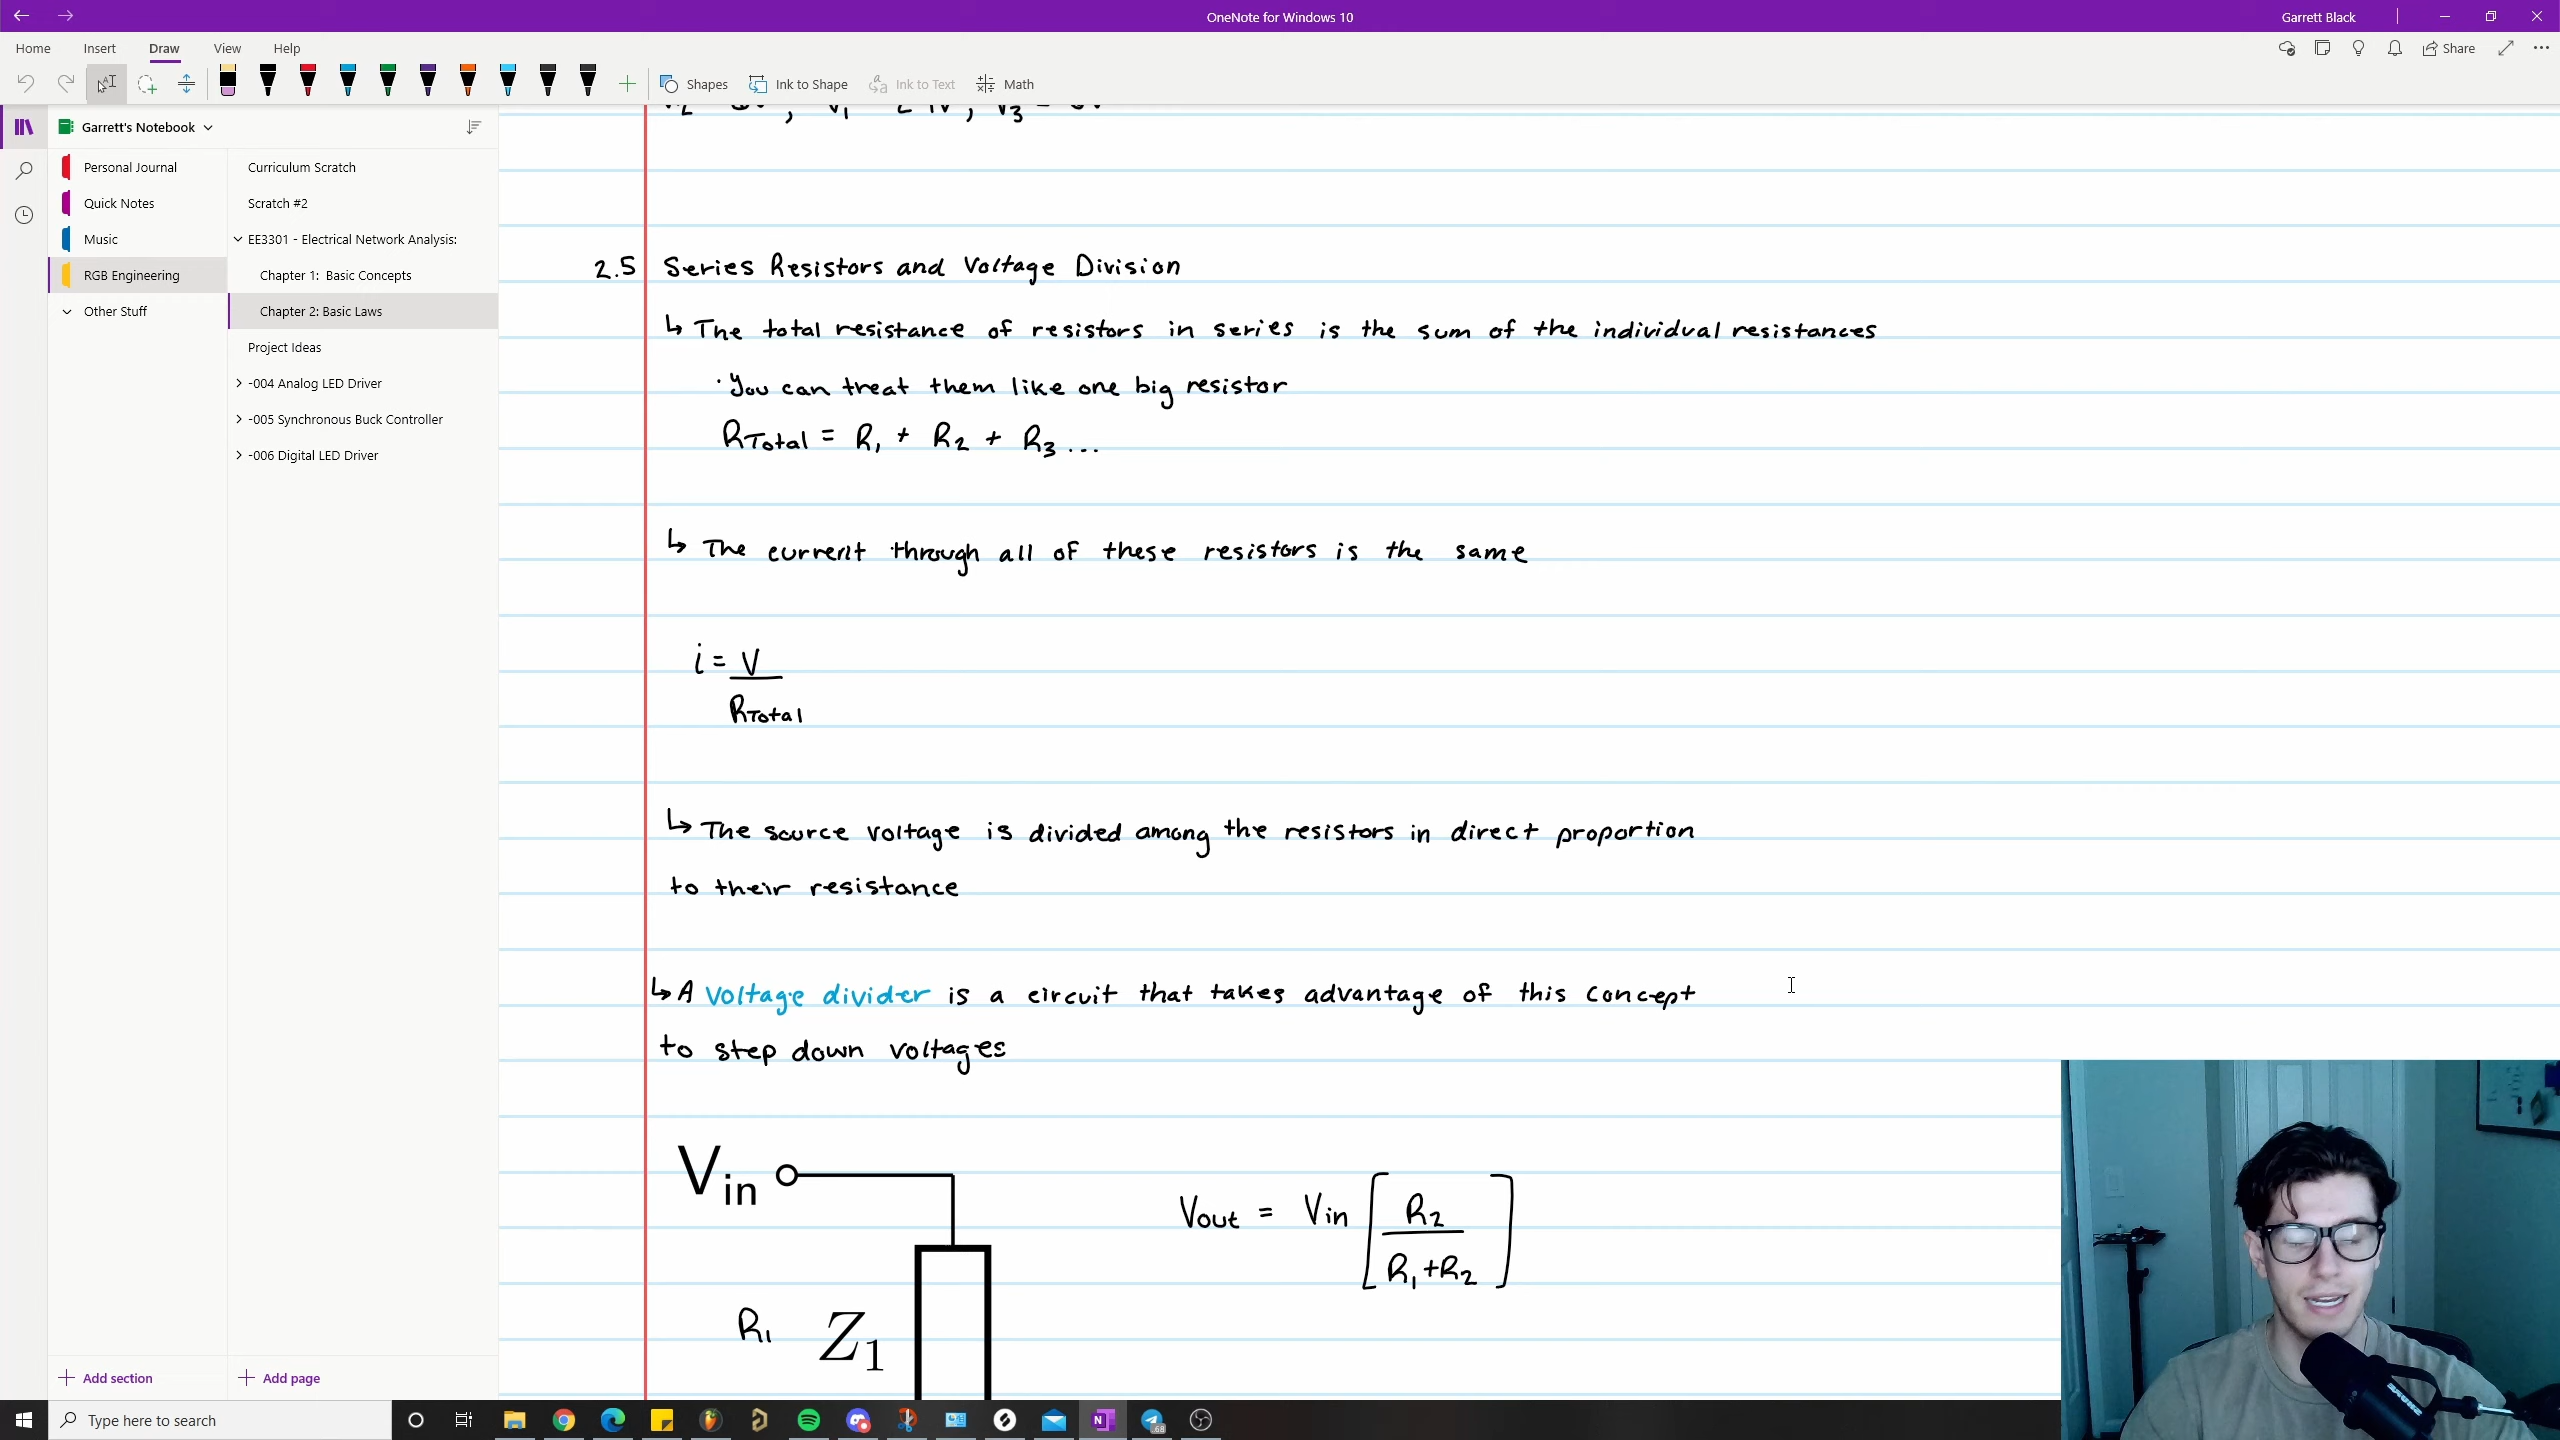 OneNote for Windows 10
Garrett Black
Home Insert Draw View Help
Share
Shapes Ink to Shape Ink to Text Math
Garrett's Notebook
Personal Journal
Quick Notes
Music
RGB Engineering
Other Stuff
Curriculum Scratch
Scratch #2
EE3301 - Electrical Network Analysis:
Chapter 1: Basic Concepts
Chapter 2: Basic Laws
Project Ideas
-004 Analog LED Driver
-005 Synchronous Buck Controller
-006 Digital LED Driver
2.5 Series Resistors and Voltage Division
↳ The total resistance of resistors in series is the sum of the individual resistances
· You can treat them like one big resistor
RTotal = R1 + R2 + R3 ...
↳ The current through all of these resistors is the same
i = V
RTotal
↳ The source voltage is divided among the resistors in direct proportion
to their resistance
↳ A voltage divider is a circuit that takes advantage of this concept
to step down voltages
Vin
Vout = Vin [ R2
R1 + R2 ]
R1 Z1
+ Add section
+ Add page
Type here to search